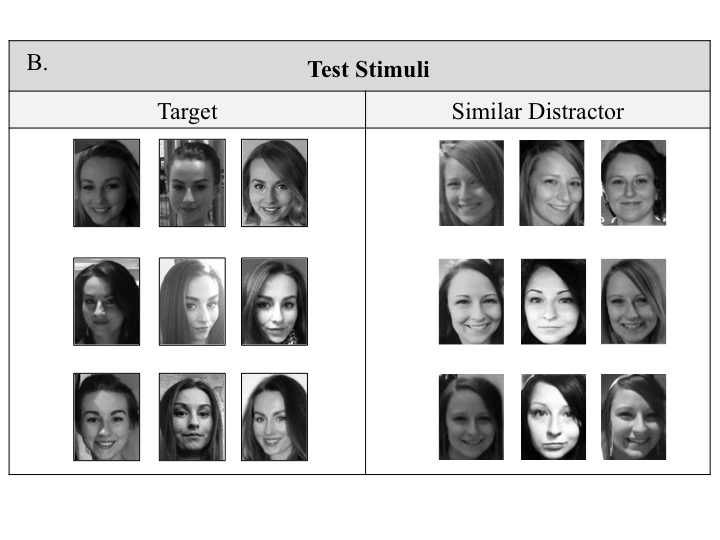 B.
Test Stimuli
Target
Similar Distractor